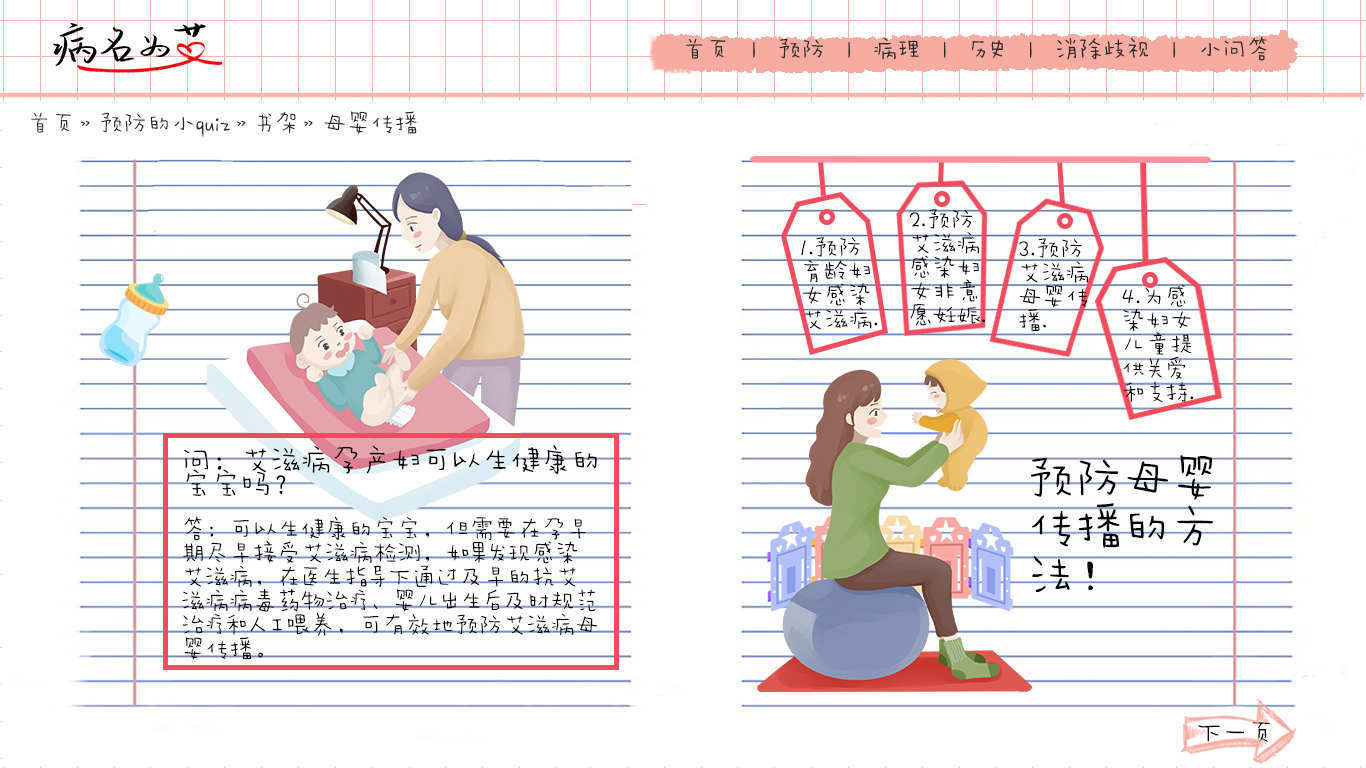 病名为艾
首页 | 预防 | 病理 | 历史 | 消除歧视 | 小问答
首页» 预防的小quiz» 书架» 母婴传播
问：艾滋病孕产妇可以生健康的
宝宝吗？
答：可以生健康的宝宝，但需要在孕早
期尽早接受艾滋病检测，如果发现感染
艾滋病，在医生指导下通过及早的抗艾
滋病病毒药物治疗、婴儿出生后及时规范
治疗和人工喂养，可有效地预防艾滋病母
婴传播。
1.预防
育龄妇
女感染
艾滋病.
2.预防
艾滋病
感染妇
女非意
愿妊娠.
3.预防
艾滋病
母婴传
播.
4.为感
染妇女
儿童提
供关爱
和支持.
预防母婴
传播的方
法！
下一页